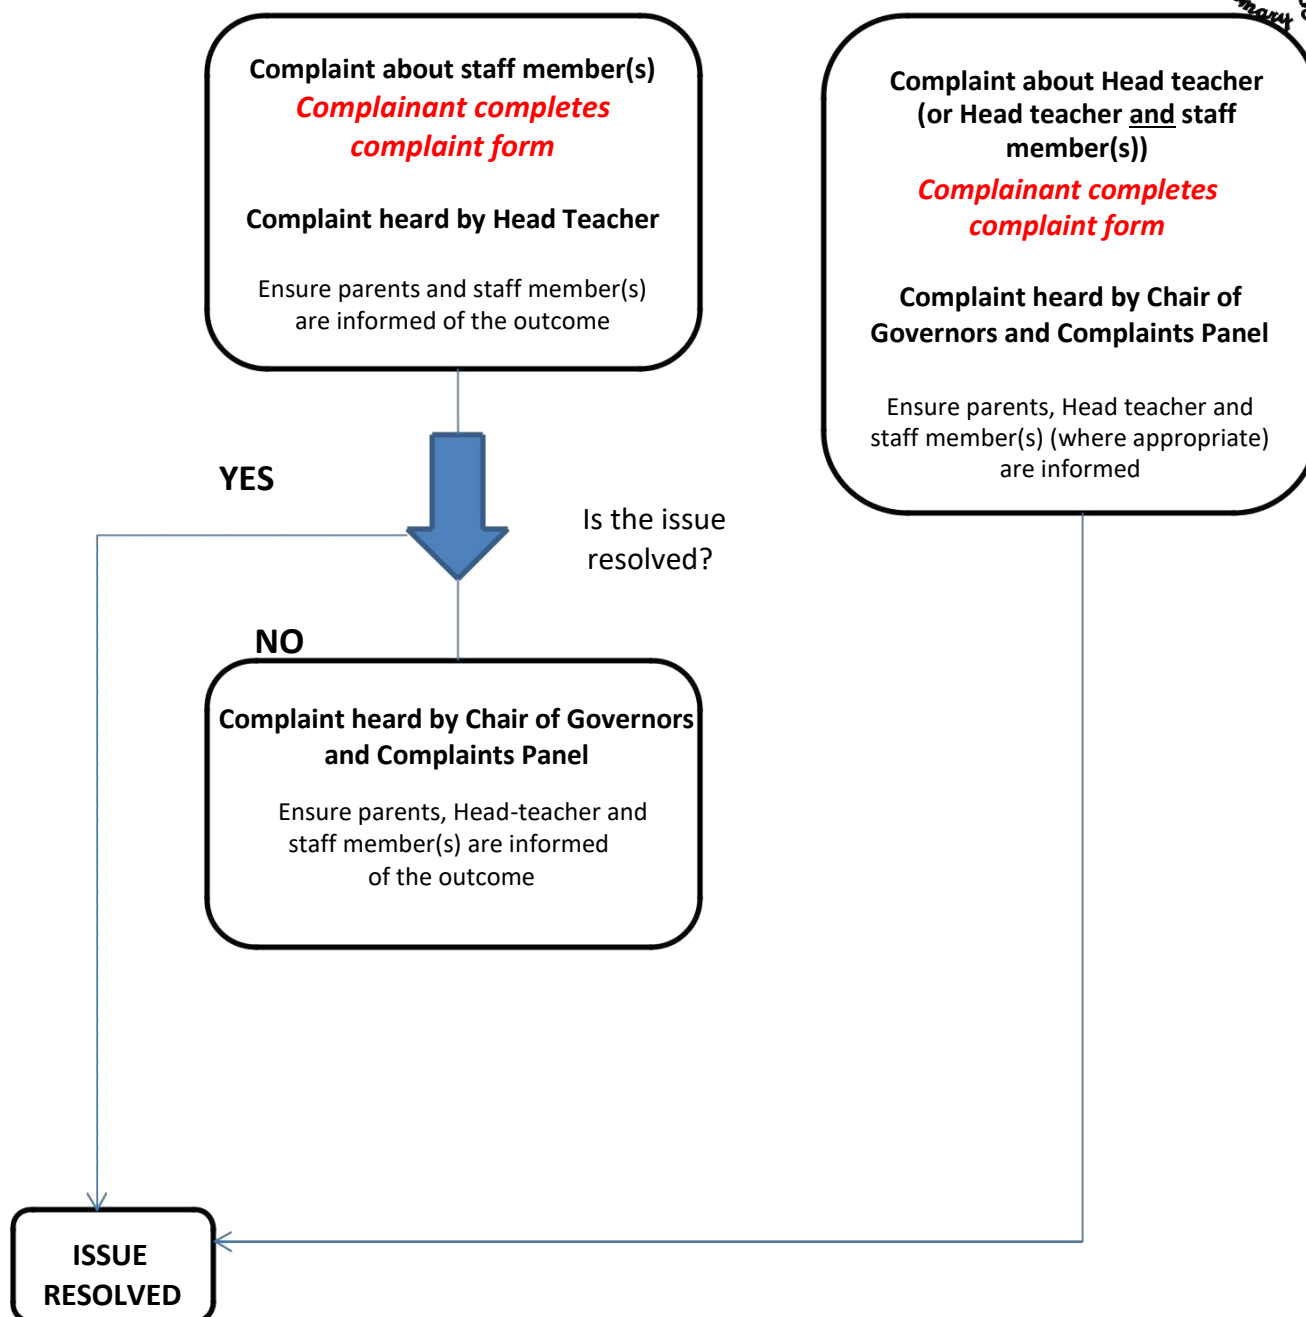 Complaint about staff member(s)
Complainant completes
complaint form
Complaint heard by Head Teacher
Ensure parents and staff member(s)
are informed of the outcome
Complaint about Head teacher
(or Head teacher and staff
member(s))
Complainant completes
complaint form
Complaint heard by Chair of
Governors and Complaints Panel
Ensure parents, Head teacher and
staff member(s) (where appropriate)
are informed
YES
Is the issue
resolved?
NO
Complaint heard by Chair of Governors
and Complaints Panel
Ensure parents, Head-teacher and
staff member(s) are informed
of the outcome
ISSUE
RESOLVED